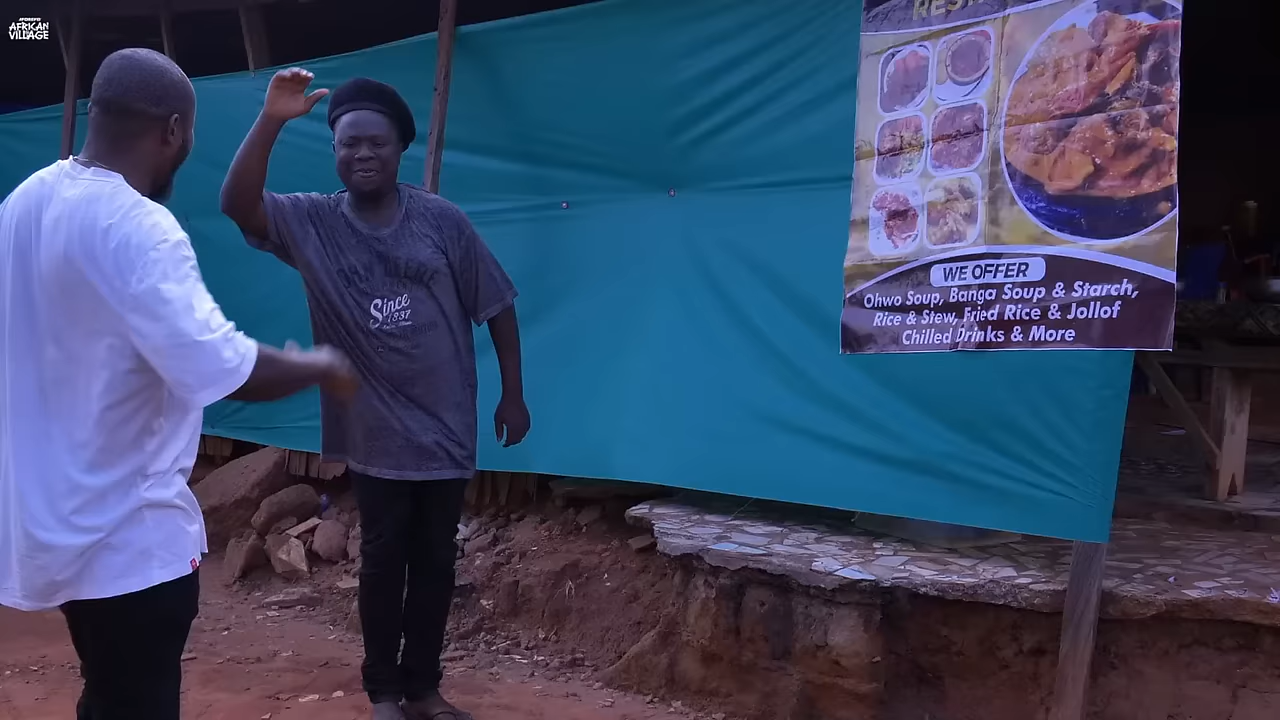 AFRICAN
VILLAGE
Since
1837
WE OFFER
Ohwo Soup, Banga Soup & Starch,
Rice & Stew, Fried Rice & Jollof
Chilled Drinks & More